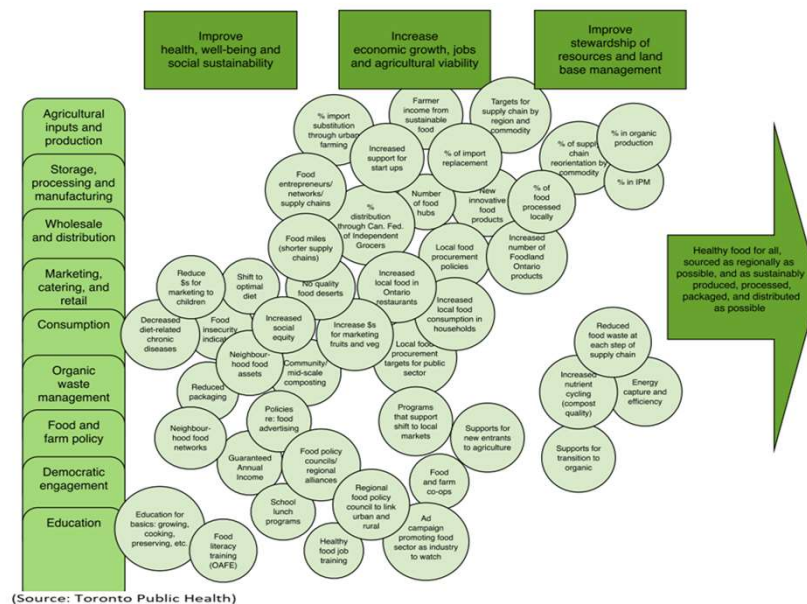 Improve
health, well-being and
social sustainability
Increase
economic growth, jobs
and agricultural viability
Improve
stewardship of
resources and land
base management
Agricultural
inputs and
production
Storage,
processing and
manufacturing
Wholesale and
distribution
Marketing,
catering, and
retail
Consumption
Organic
waste
management
Food and
farm policy
Democratic
engagement
Education
% import
substitution
through urban
farming
Farmer
income from
sustainable
food
Targets for
supply chain by
region and
commodity
Increased
support for
start ups
% of import
replacement
% of supply
chain
reorientation by
commodity
% in organic
production
% in IPM
Food
entrepreneurs/
networks/
supply chains
%
distribution
through Can. Fed.
of Independent
Grocers
Number
of food
hubs
New
innovative
food
products
% of
food
processed
locally
Food miles
(shorter supply
chains)
Local food
procurement
policies
Increased
number of
Foodland
Ontario
products
Reduce
$s for
marketing to
children
Shift to
optimal
diet
No quality
food deserts
Increased
local food in
Ontario
restaurants
Increased
local food
consumption in
households
Decreased
diet-related
chronic
diseases
Food
insecurity
Increased
social
equity
Increase $s
for marketing
fruits and veg
Local food
procurement
targets for public
sector
Neighbour-
hood food
assets
Community/
mid-scale
composting
Reduced
packaging
Reduced
food waste at
each step of
supply chain
Increased
nutrient
cycling
(compost
quality)
Energy
capture and
efficiency
Supports for
transition to
organic
Neighbour-
hood food
networks
Policies
re: food
advertising
Programs
that support
shift to local
markets
Supports for
new entrants
to agriculture
Guaranteed
Annual
Income
Food policy
councils/
regional
alliances
Food
and farm
co-ops
School
lunch
programs
Regional
food policy
council to link
urban and
rural
Education for
basics: growing,
cooking,
preserving, etc.
Food
literacy
training
(OAFE)
Healthy
food job
training
Ad
campaign
promoting food
sector as industry
to watch
Healthy food for all,
sourced as regionally as
possible, and as sustainably
produced, processed,
packaged, and distributed
as possible
(Source: Toronto Public Health)